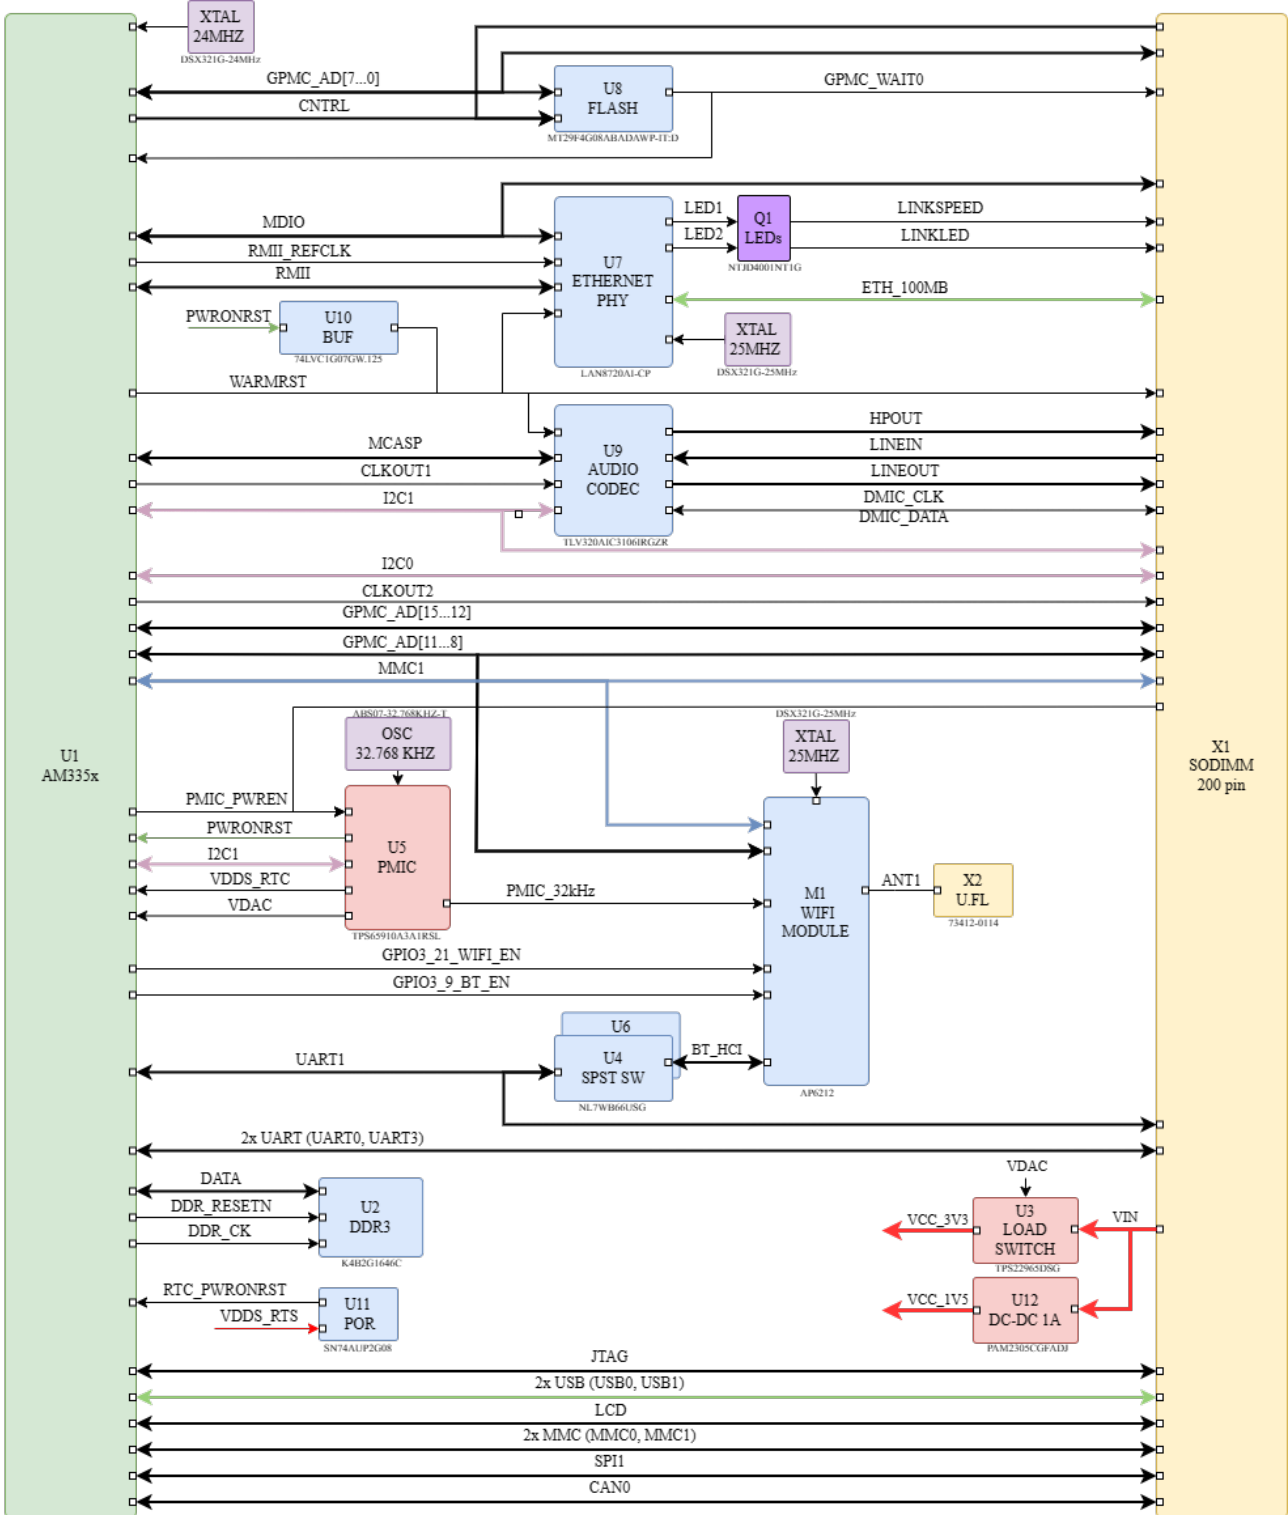 XTAL
24MHZ
DSX321G-24MHz
GPMC_AD[7...0]
CNTRL
U8
FLASH
MT29F4G08ABADAWP-IT:D
GPMC_WAIT0
MDIO
RMII_REFCLK
RMII
U7
ETHERNET
PHY
LAN8720AI-CP
LED1
LED2
Q1
LEDs
NTJD4001NT1G
LINKSPEED
LINKLED
ETH_100MB
XTAL
25MHZ
DSX321G-25MHz
PWRONRST
U10
BUF
74LVC1G07GW.125
WARMRST
MCASP
CLKOUT1
I2C1
U9
AUDIO
CODEC
TLV320AIC3106IRGZR
HPOUT
LINEIN
LINEOUT
DMIC_CLK
DMIC_DATA
I2C0
CLKOUT2
GPMC_AD[15...12]
GPMC_AD[11...8]
MMC1
U1
AM335x
X1
SODIMM
200 pin
ABS07-32.768KHZ-T
OSC
32.768 KHZ
DSX321G-25MHz
XTAL
25MHZ
PMIC_PWREN
PWRONRST
I2C1
VDDS_RTC
VDAC
U5
PMIC
TPS65910A3A1RSL
PMIC_32kHz
M1
WIFI
MODULE
AP6212
ANT1
X2
U.FL
73412-0114
GPIO3_21_WIFI_EN
GPIO3_9_BT_EN
UART1
U6
U4
SPST SW
NL7WB66USG
BT_HCI
2x UART (UART0, UART3)
DATA
DDR_RESETN
DDR_CK
U2
DDR3
K4B2G1646C
VDAC
VCC_3V3
U3
LOAD
SWITCH
TPS22965DSG
VIN
VCC_1V5
U12
DC-DC 1A
PAM2305CGFADJ
RTC_PWRONRST
VDDS_RTS
U11
POR
SN74AUP2G08
JTAG
2x USB (USB0, USB1)
LCD
2x MMC (MMC0, MMC1)
SPI1
CAN0